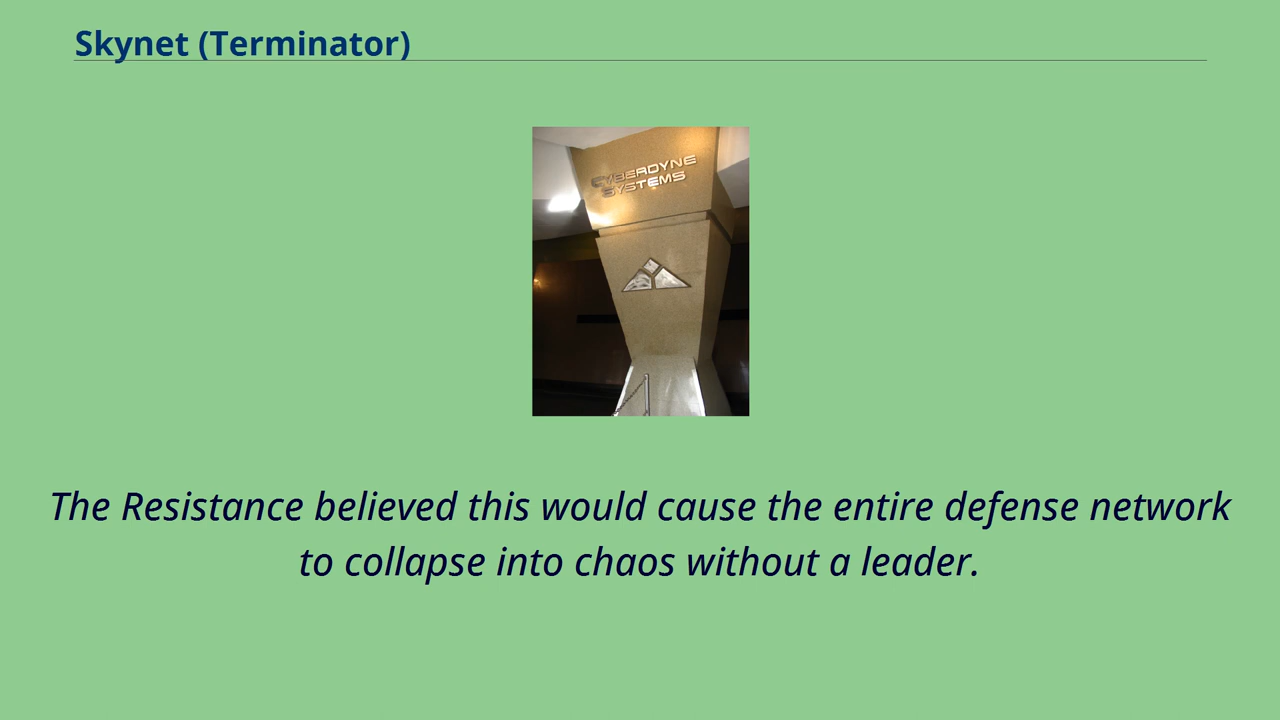 Skynet (Terminator)
CYBERDYNE
SYSTEMS
The Resistance believed this would cause the entire defense network
to collapse into chaos without a leader.